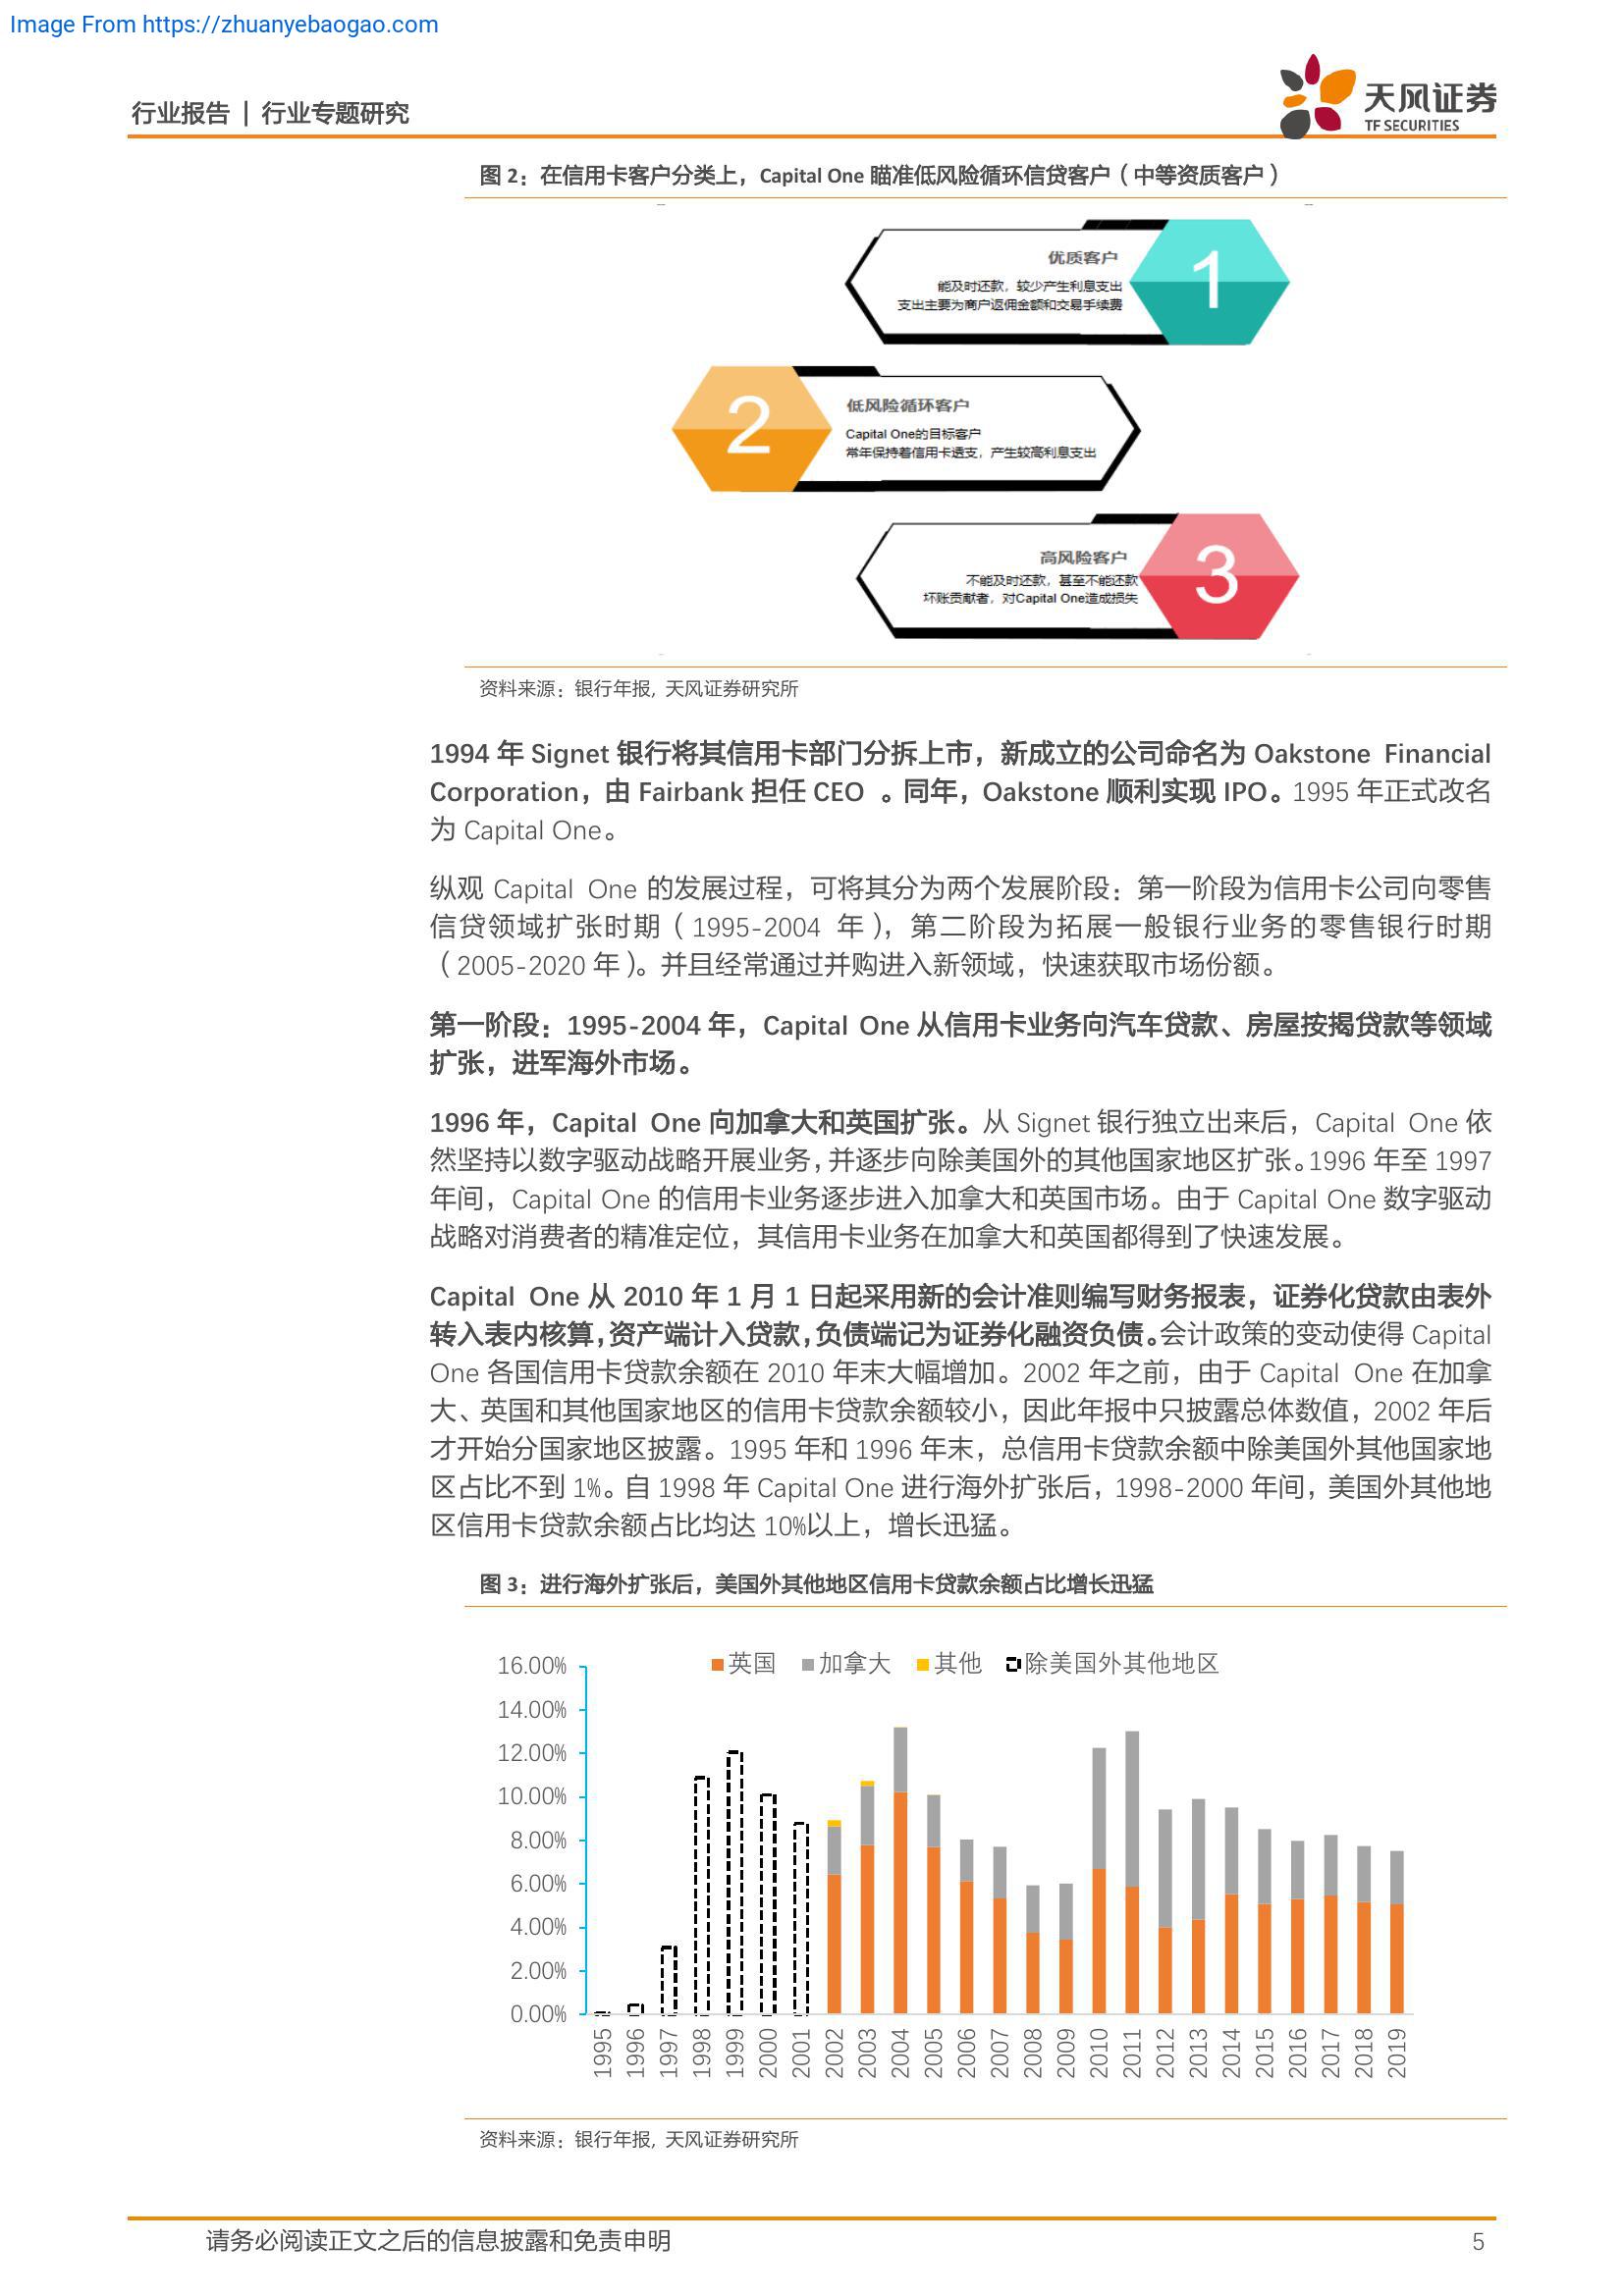 Image From https://zhuanyebaogao.com
行业报告 | 行业专题研究
天风证券
TF SECURITIES
图 2：在信用卡客户分类上，Capital One 瞄准低风险循环信贷客户（中等资质客户）
优质客户
能及时还款，较少产生利息支出
支出主要为商户返佣金额和交易手续费
1
2
低风险循环客户
Capital One的目标客户
常年保持着信用卡透支，产生较高利息支出
高风险客户
不能及时还款，甚至不能还款
坏账贡献者，对Capital One造成损失
3
资料来源：银行年报，天风证券研究所
1994 年 Signet 银行将其信用卡部门分拆上市，新成立的公司命名为 Oakstone Financial
Corporation，由 Fairbank 担任 CEO 。同年，Oakstone 顺利实现 IPO。1995 年正式改名
为 Capital One。
纵观 Capital One 的发展过程，可将其分为两个发展阶段：第一阶段为信用卡公司向零售
信贷领域扩张时期（1995-2004 年），第二阶段为拓展一般银行业务的零售银行时期
（2005-2020 年）。并且经常通过并购进入新领域，快速获取市场份额。
第一阶段：1995-2004 年，Capital One 从信用卡业务向汽车贷款、房屋按揭贷款等领域
扩张，进军海外市场。
1996 年，Capital One 向加拿大和英国扩张。从 Signet 银行独立出来后，Capital One 依
然坚持以数字驱动战略开展业务，并逐步向除美国外的其他国家地区扩张。1996 年至 1997
年间，Capital One 的信用卡业务逐步进入加拿大和英国市场。由于 Capital One 数字驱动
战略对消费者的精准定位，其信用卡业务在加拿大和英国都得到了快速发展。
Capital One 从 2010 年 1 月 1 日起采用新的会计准则编写财务报表，证券化贷款由表外
转入表内核算，资产端计入贷款，负债端记为证券化融资负债。会计政策的变动使得 Capital
One 各国信用卡贷款余额在 2010 年末大幅增加。2002 年之前，由于 Capital One 在加拿
大、英国和其他国家地区的信用卡贷款余额较小，因此年报中只披露总体数值，2002 年后
才开始分国家地区披露。1995 年和 1996 年末，总信用卡贷款余额中除美国外其他国家地
区占比不到 1%。自 1998 年 Capital One 进行海外扩张后，1998-2000 年间，美国外其他地
区信用卡贷款余额占比均达 10%以上，增长迅猛。
图 3：进行海外扩张后，美国外其他地区信用卡贷款余额占比增长迅猛
英国 加拿大 其他 除美国外其他地区
16.00%
14.00%
12.00%
10.00%
8.00%
6.00%
4.00%
2.00%
0.00%
1995 1996 1997 1998 1999 2000 2001 2002 2003 2004 2005 2006 2007 2008 2009 2010 2011 2012 2013 2014 2015 2016 2017 2018 2019
资料来源：银行年报，天风证券研究所
请务必阅读正文之后的信息披露和免责申明 5